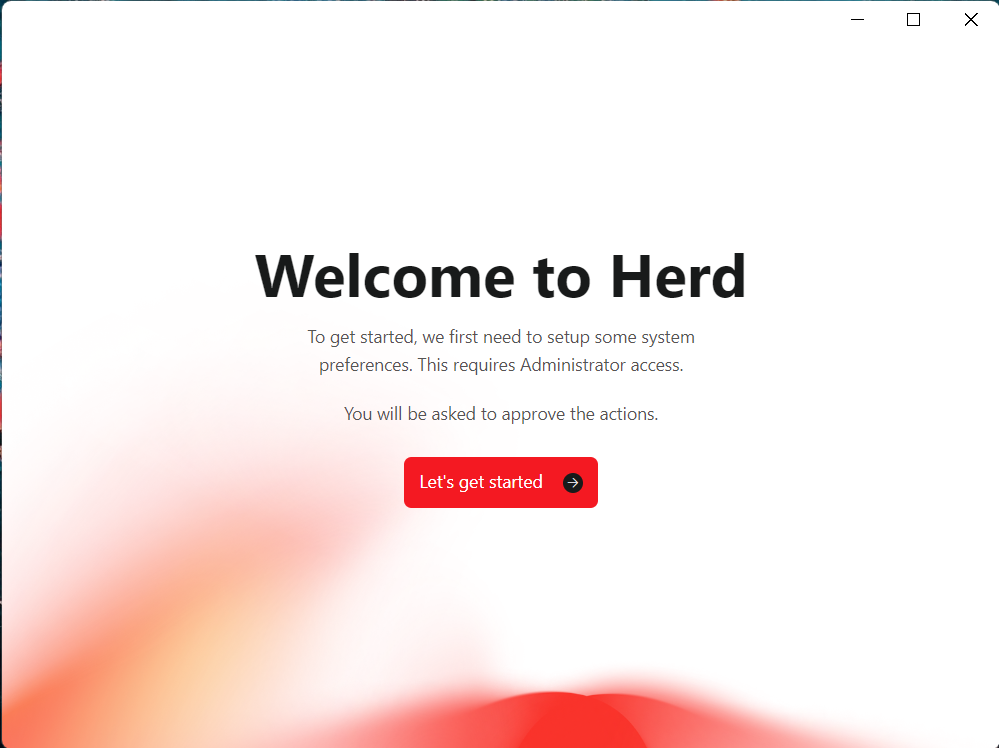 Welcome to Herd
To get started, we first need to setup some system
preferences. This requires Administrator access.
You will be asked to approve the actions.
Let's get started